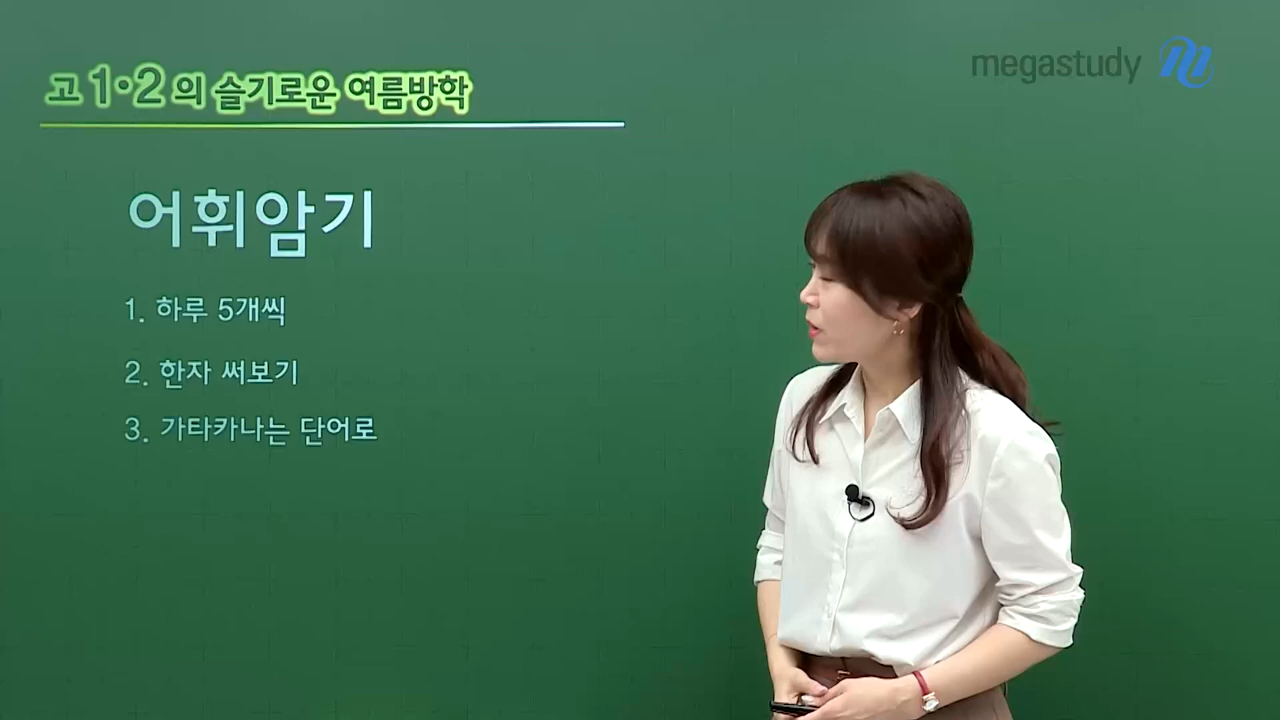 고 1·2 의 슬기로운 여름방학
megastudy
어휘암기
1. 하루 5개씩
2. 한자 써보기
3. 가타카나는 단어로